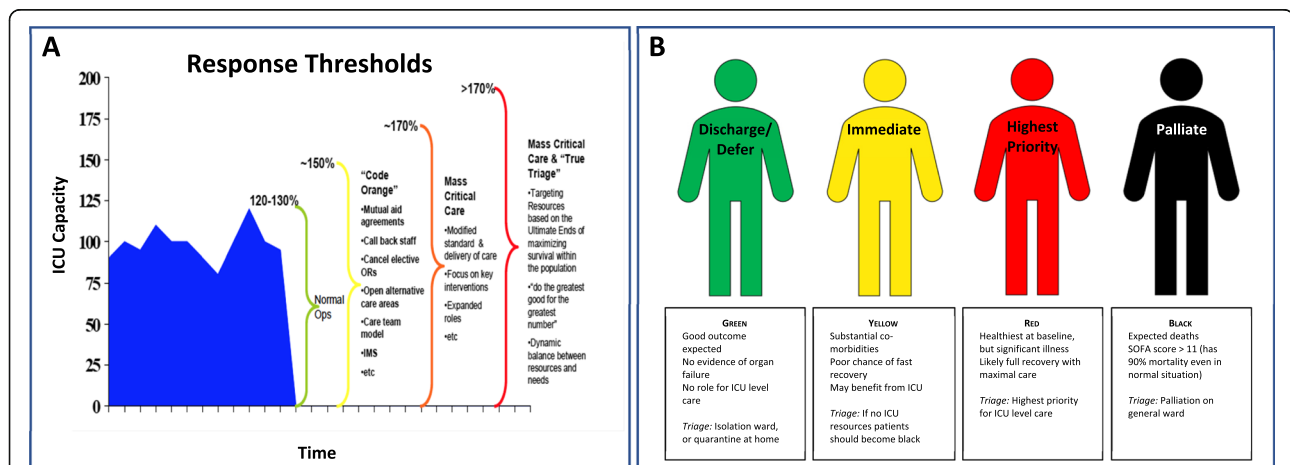 A
Response Thresholds
ICU Capacity
200
175
150
125
100
75
50
25
0
Time
120-130%
Normal
Ops
~150%
“Code
Orange”
•Mutual aid
agreements
•Call back staff
•Cancel elective
ORs
•Open alternative
care areas
•Care team
model
•IMS
•etc
~170%
Mass
Critical
Care
•Modified
standard &
delivery of care
•Focus on key
interventions
•Expanded
roles
•etc
>170%
Mass Critical
Care & “True
Triage”
•Targeting
Resources
based on the
Ultimate Ends of
maximizing
survival within
the population
•“do the greatest
good for the
greatest
number”
•Dynamic
balance between
resources and
needs
B
Discharge/
Defer
Immediate
Highest
Priority
Palliate
GREEN
Good outcome
expected
No evidence of organ
failure
No role for ICU level
care
Triage: Isolation ward,
or quarantine at home
YELLOW
Substantial co-
morbidities
Poor chance of fast
recovery
May benefit from ICU
Triage: If no ICU
resources patients
should become black
RED
Healthiest at baseline,
but significant illness
Likely full recovery with
maximal care
Triage: Highest priority
for ICU level care
BLACK
Expected deaths
SOFA score > 11 (has
90% mortality even in
normal situation)
Triage: Palliation on
general ward